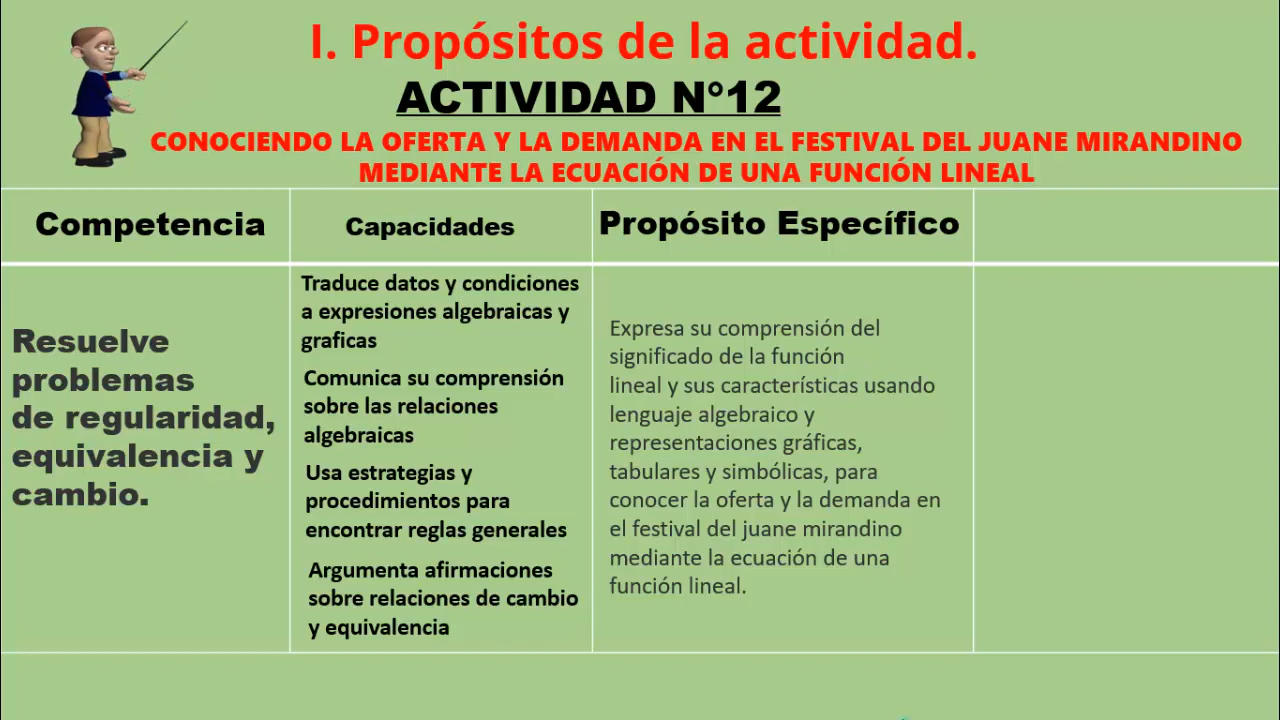 I. Propósitos de la actividad.
ACTIVIDAD N°12
CONOCIENDO LA OFERTA Y LA DEMANDA EN EL FESTIVAL DEL JUANE MIRANDINO
MEDIANTE LA ECUACIÓN DE UNA FUNCIÓN LINEAL
Competencia
Capacidades
Propósito Específico
Resuelve
problemas
de regularidad,
equivalencia y
cambio.
Traduce datos y condiciones
a expresiones algebraicas y
graficas
Comunica su comprensión
sobre las relaciones
algebraicas
Usa estrategias y
procedimientos para
encontrar reglas generales
Argumenta afirmaciones
sobre relaciones de cambio
y equivalencia
Expresa su comprensión del
significado de la función
lineal y sus características usando
lenguaje algebraico y
representaciones gráficas,
tabulares y simbólicas, para
conocer la oferta y la demanda en
el festival del juane mirandino
mediante la ecuación de una
función lineal.